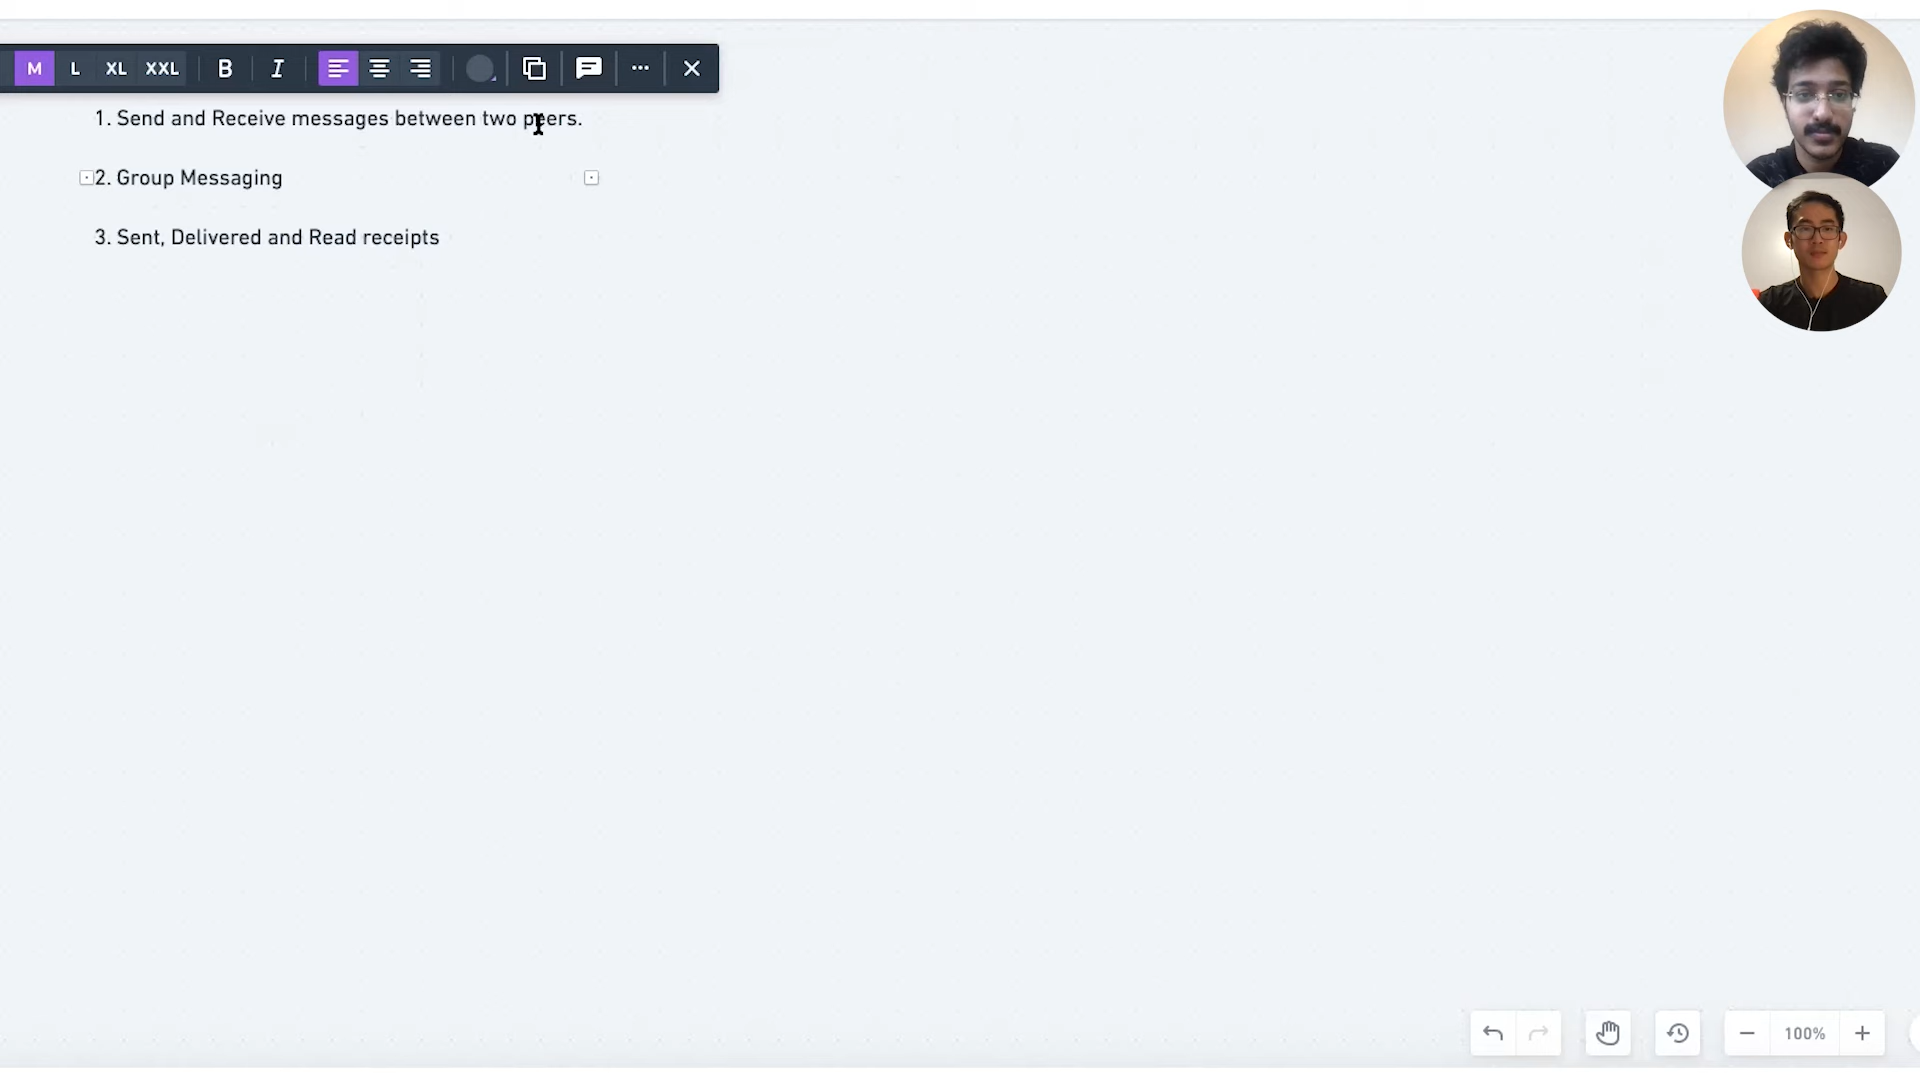 M L XL XXL B I
1. Send and Receive messages between two peers.
2. Group Messaging
3. Sent, Delivered and Read receipts
100%